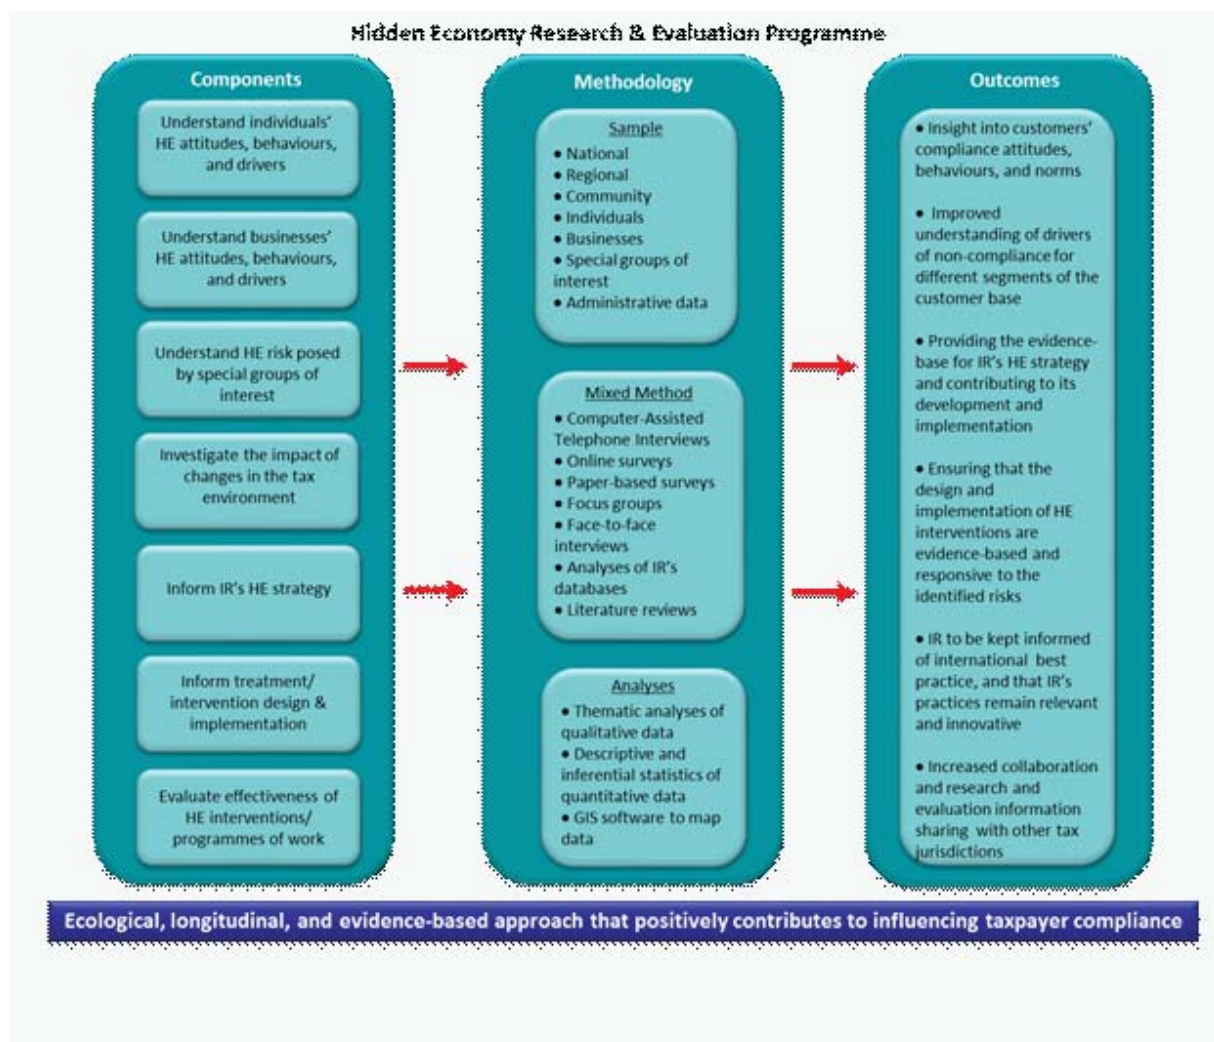 Hidden Economy Research & Evaluation Programme
Components
Understand individuals'
HE attitudes, behaviours,
and drivers
Understand businesses'
HE attitudes, behaviours,
and drivers
Understand HE risk posed
by special groups of
interest
Investigate the impact of
changes in the tax
environment
Inform IR's HE strategy
Inform treatment/
intervention design &
implementation
Evaluate effectiveness of
HE interventions/
programmes of work
Methodology
Sample
• National
• Regional
• Community
• Individuals
• Businesses
• Special groups of
interest
• Administrative data
Mixed Method
• Computer-Assisted
Telephone Interviews
• Online surveys
• Paper-based surveys
• Focus groups
• Face-to-face
interviews
• Analyses of IR's
databases
• Literature reviews
Analyses
• Thematic analyses of
qualitative data
• Descriptive and
inferential statistics of
quantitative data
• GIS software to map
data
Outcomes
• Insight into customers'
compliance attitudes,
behaviours, and norms
• Improved
understanding of drivers
of non-compliance for
different segments of the
customer base
• Providing the evidence-
base for IR's HE strategy
and contributing to its
development and
implementation
• Ensuring that the
design and
implementation of HE
interventions are
evidence-based and
responsive to the
identified risks
• IR to be kept informed
of international best
practice, and that IR's
practices remain relevant
and innovative
• Increased collaboration
and research and
evaluation information
sharing with other tax
jurisdictions
Ecological, longitudinal, and evidence-based approach that positively contributes to influencing taxpayer compliance